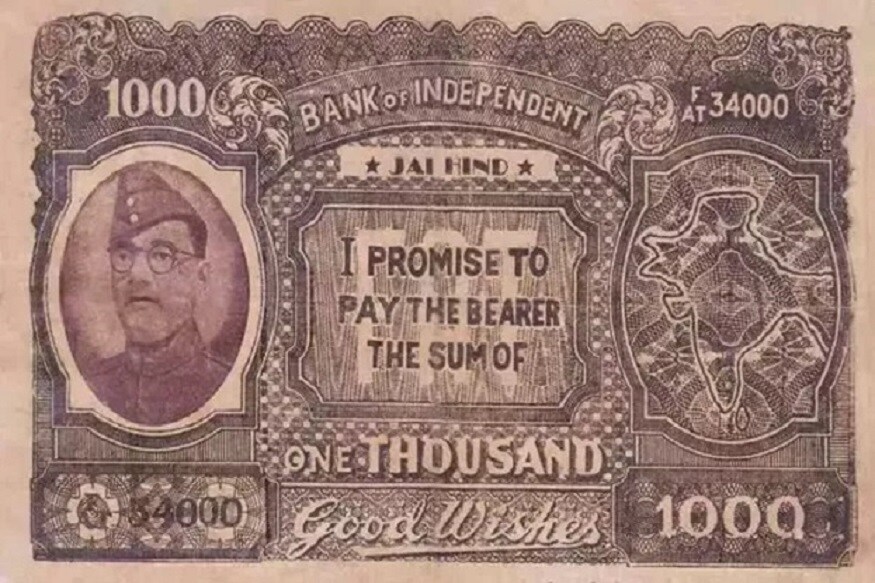 1000
BANK OF INDEPENDENT
F/AT 34000
★ JAI HIND ★
I PROMISE TO
PAY THE BEARER
THE SUM OF
ONE THOUSAND
34000
Good Wishes
1000